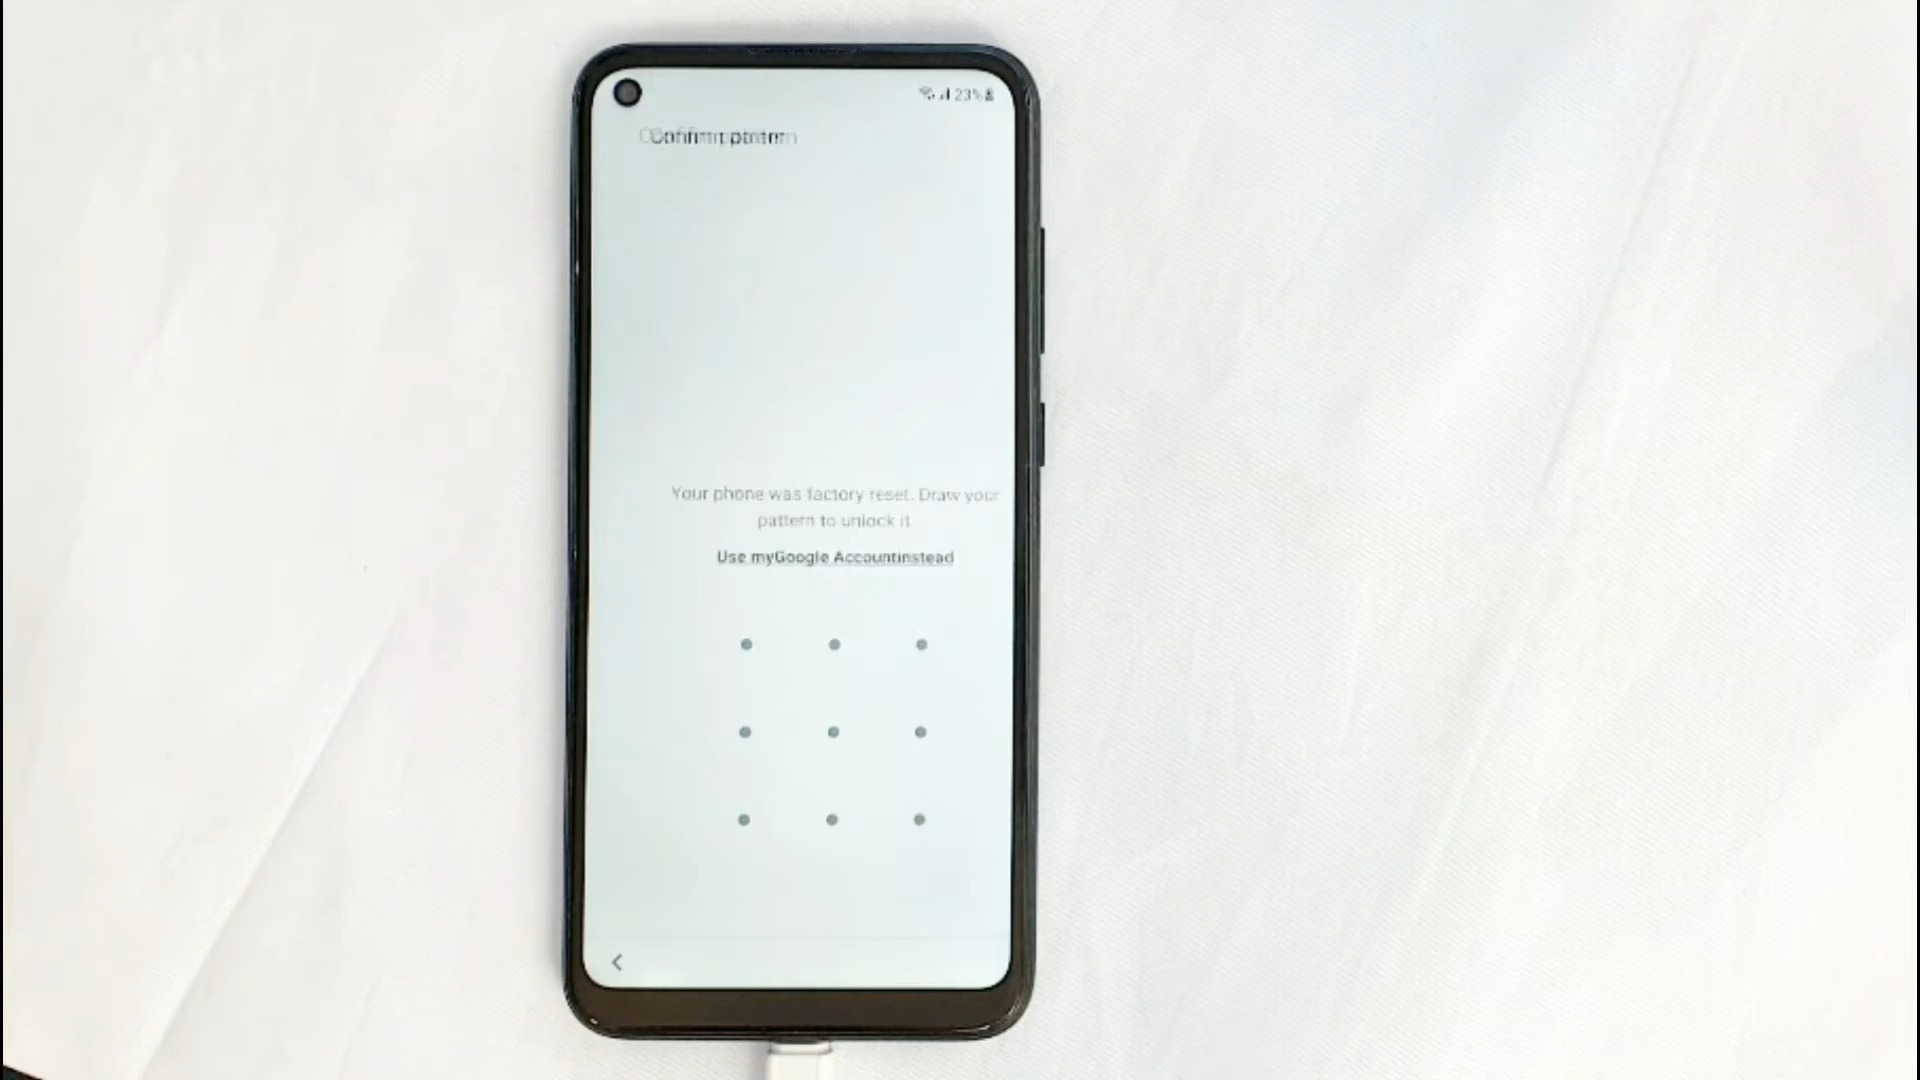 23%
Confirm pattern
Your phone was factory reset. Draw your
pattern to unlock it
Use myGoogle Accountinstead